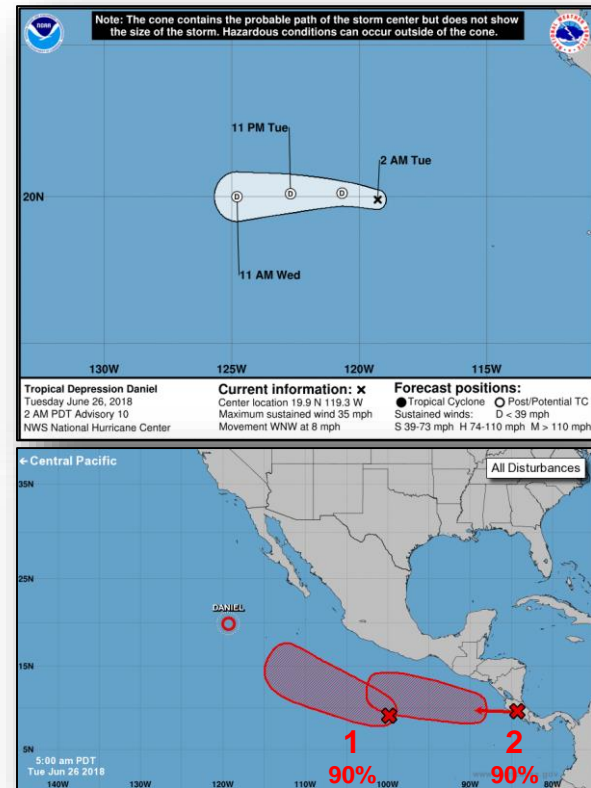 Note: The cone contains the probable path of the storm center but does not show
the size of the storm. Hazardous conditions can occur outside of the cone.
NOAA
11 PM Tue
2 AM Tue
20N
D
D
D
11 AM Wed
130W 125W 120W 115W
Tropical Depression Daniel
Tuesday June 26, 2018
2 AM PDT Advisory 10
NWS National Hurricane Center
Current information: x
Center location 19.9 N 119.3 W
Maximum sustained wind 35 mph
Movement WNW at 8 mph
Forecast positions:
● Tropical Cyclone ○ Post/Potential TC
Sustained winds: D < 39 mph
S 39-73 mph H 74-110 mph M > 110 mph
←Central Pacific
All Disturbances
35N
25N
DANIEL
15N
5N
1
90%
2
90%
5:00 am PDT
Tue Jun 26 2018
140W 130W 120W 110W 100W 90W 80W